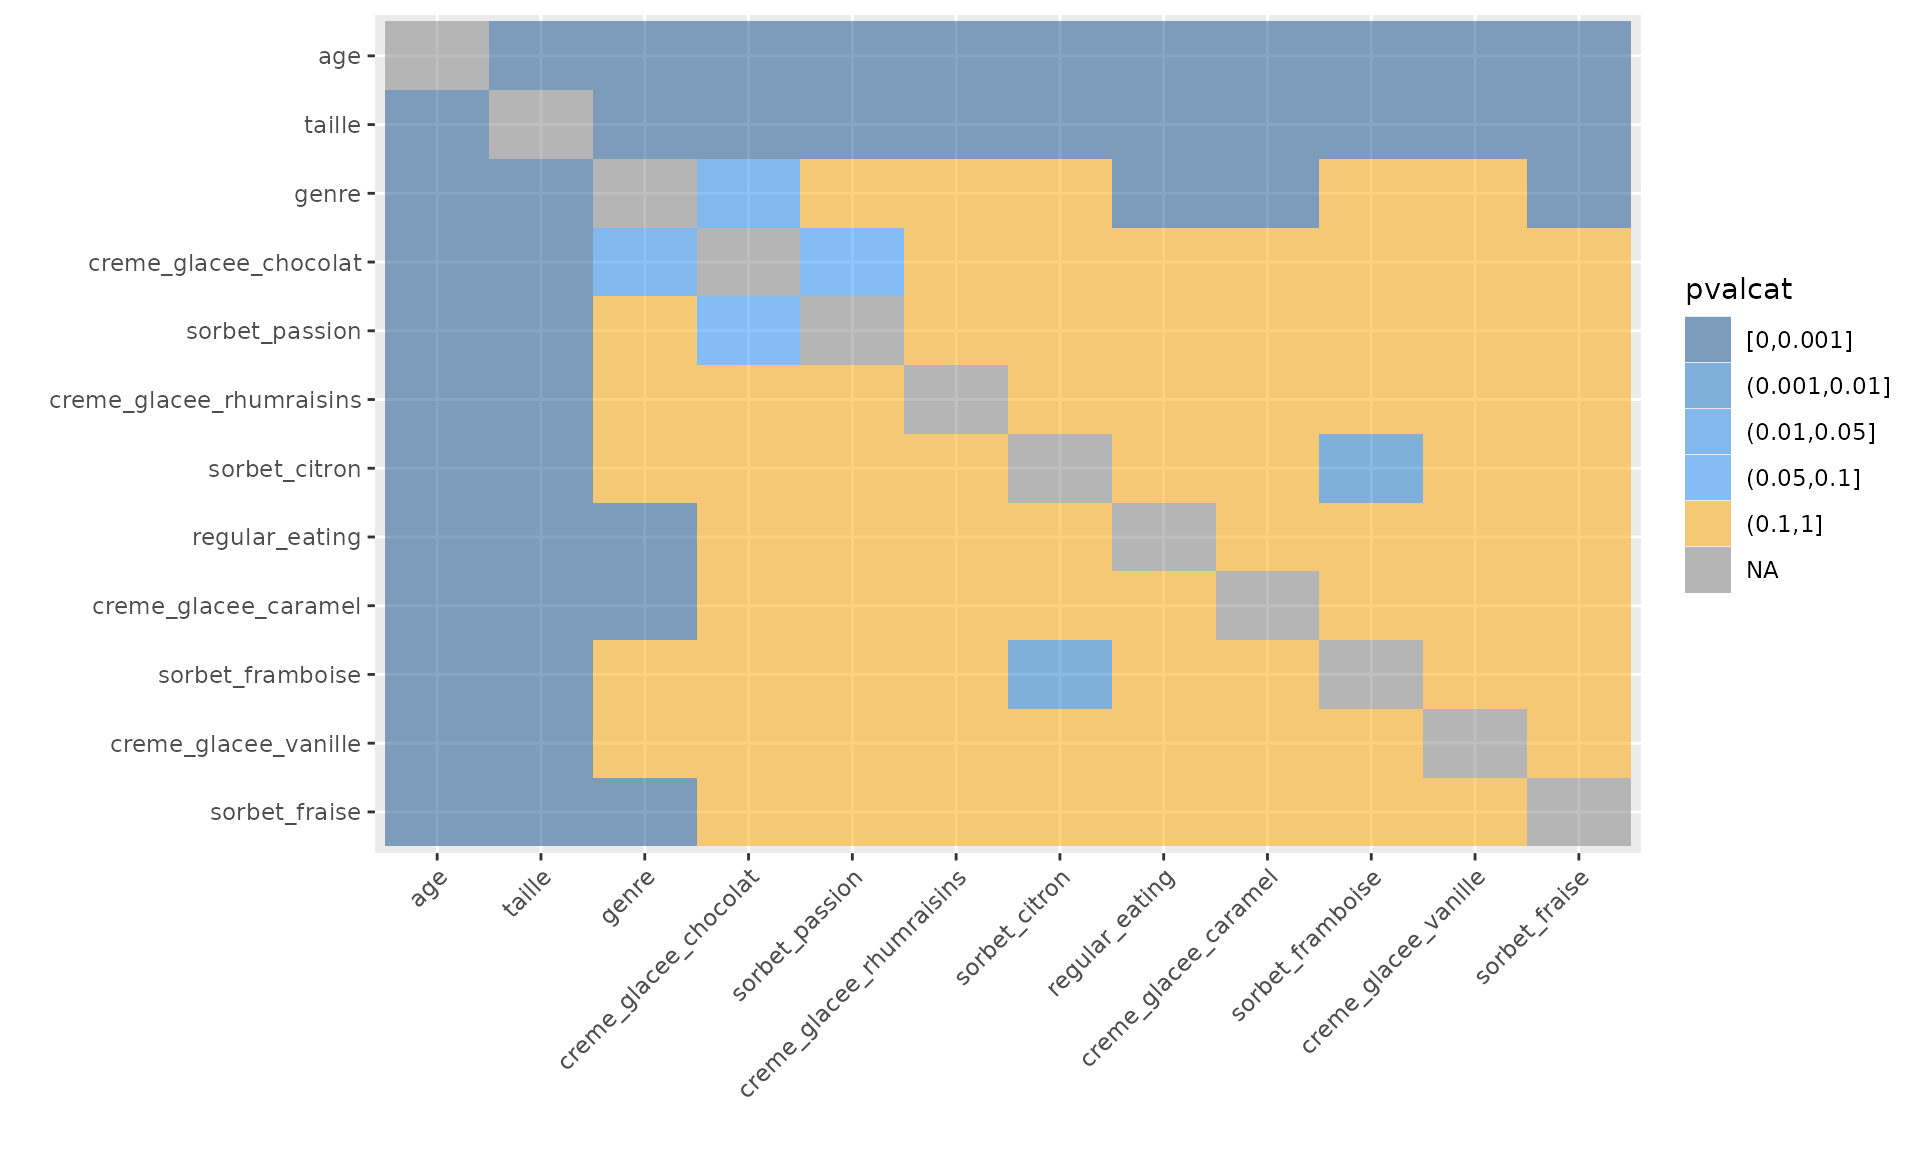 age
taille
genre
creme_glacee_chocolat
sorbet_passion
creme_glacee_rhumraisins
sorbet_citron
regular_eating
creme_glacee_caramel
sorbet_framboise
creme_glacee_vanille
sorbet_fraise
age
taille
genre
creme_glacee_chocolat
sorbet_passion
creme_glacee_rhumraisins
sorbet_citron
regular_eating
creme_glacee_caramel
sorbet_framboise
creme_glacee_vanille
sorbet_fraise
pvalcat
[0,0.001]
(0.001,0.01]
(0.01,0.05]
(0.05,0.1]
(0.1,1]
NA